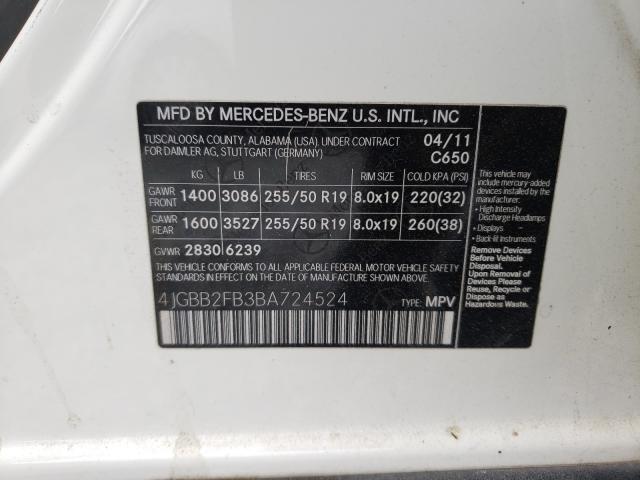 MFD BY MERCEDES-BENZ U.S. INTL., INC
TUSCALOOSA COUNTY, ALABAMA (USA). UNDER CONTRACT
FOR DAIMLER AG, STUTTGART (GERMANY)
04/11
C650
KG LB TIRES RIM SIZE COLD KPA (PSI)
GAWR FRONT 1400 3086 255/50 R19 8.0x19 220(32)
GAWR REAR 1600 3527 255/50 R19 8.0x19 260(38)
GVWR 2830 6239
THIS VEHICLE CONFORMS TO ALL APPLICABLE FEDERAL MOTOR VEHICLE SAFETY
STANDARDS IN EFFECT ON THE DATE OF MANUFACTURE SHOWN ABOVE.
4JGBB2FB3BA724524 TYPE: MPV
This vehicle may
include mercury-added
devices installed by
the manufacturer:
• High Intensity
Discharge Headlamps
• Displays
• Back-lit Instruments
Remove Devices
Before Vehicle
Disposal.
Upon Removal of
Devices Please
Reuse, Recycle or
Dispose as
Hazardous Waste.